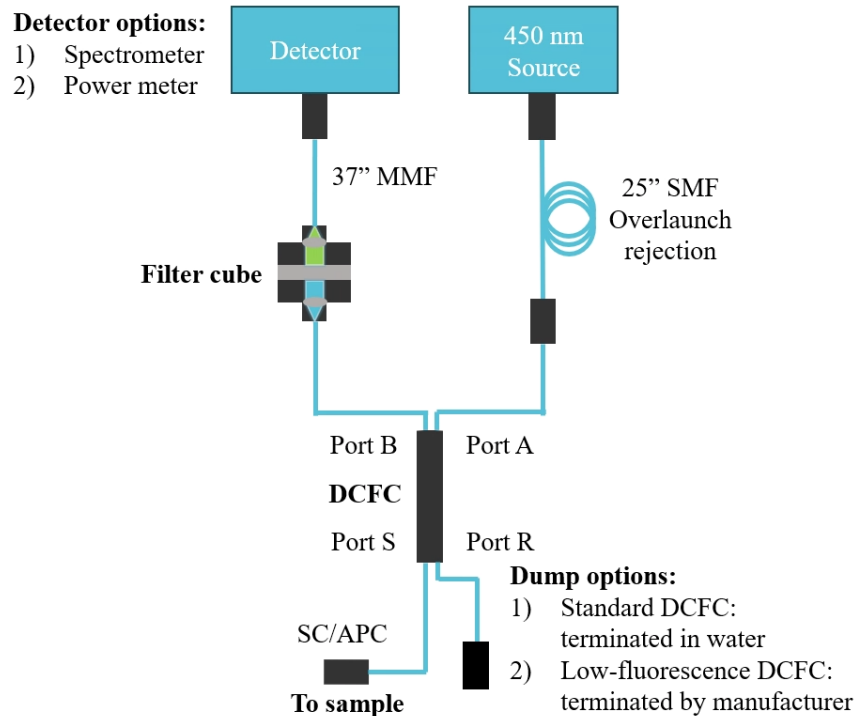 Detector options:
1) Spectrometer
2) Power meter
Detector
450 nm
Source
37” MMF
25” SMF
Overlaunch
rejection
Filter cube
Port B
Port A
DCFC
Port S
Port R
Dump options:
1) Standard DCFC:
terminated in water
2) Low-fluorescence DCFC:
terminated by manufacturer
SC/APC
To sample